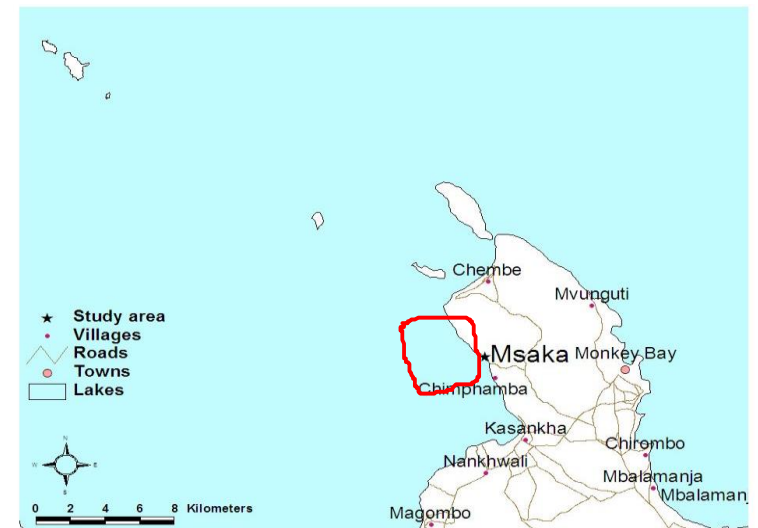 Chembe
Mvunguti
Study area
Villages
Roads
Towns
Lakes
Msaka
Monkey Bay
Chimphamba
Kasankha
Chirombo
Nankhwali
Mbalamanja
Mbalaman
Magombo
N
W
E
S
0 2 4 6 8 Kilometers